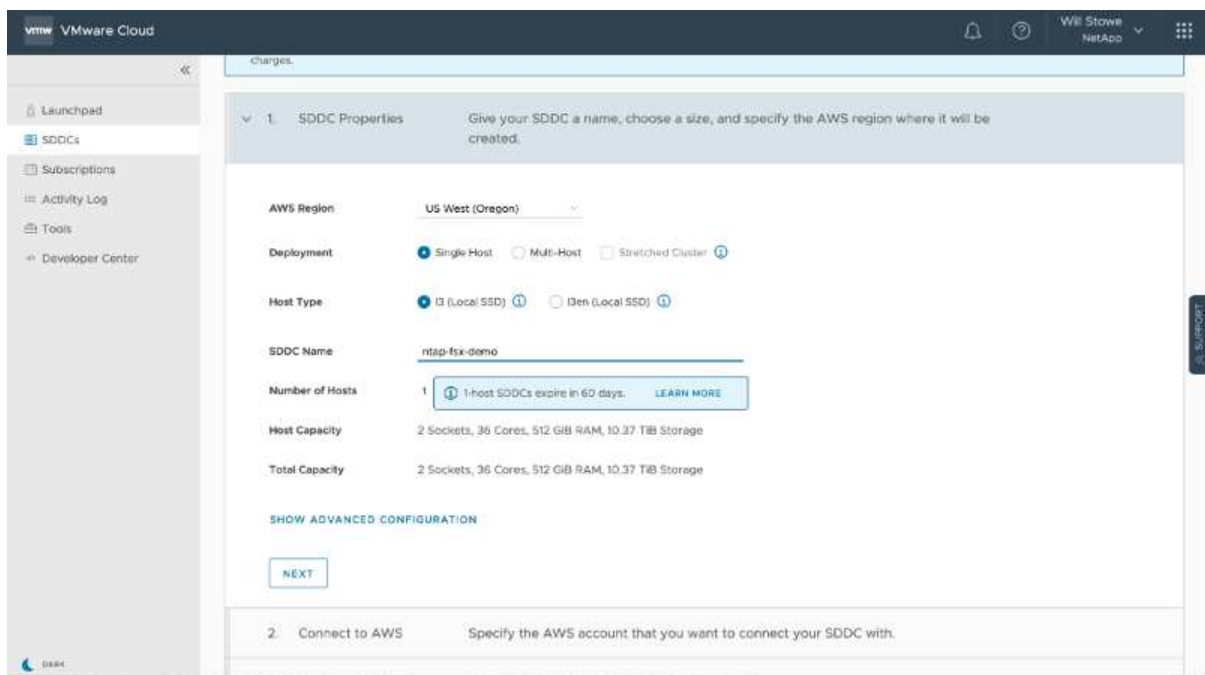 vmw VMware Cloud
Will Stowe
NetApp
charges.
Launchpad
SDDCs
Subscriptions
Activity Log
Tools
Developer Center
DARK
1. SDDC Properties Give your SDDC a name, choose a size, and specify the AWS region where it will be
created.
AWS Region US West (Oregon)
Deployment Single Host Multi-Host Stretched Cluster
Host Type I3 (Local SSD) I3en (Local SSD)
SDDC Name ntap-fsx-demo
Number of Hosts 1 1-host SDDCs expire in 60 days. LEARN MORE
Host Capacity 2 Sockets, 36 Cores, 512 GiB RAM, 10.37 TiB Storage
Total Capacity 2 Sockets, 36 Cores, 512 GiB RAM, 10.37 TiB Storage
SHOW ADVANCED CONFIGURATION
NEXT
2. Connect to AWS Specify the AWS account that you want to connect your SDDC with.
SUPPORT